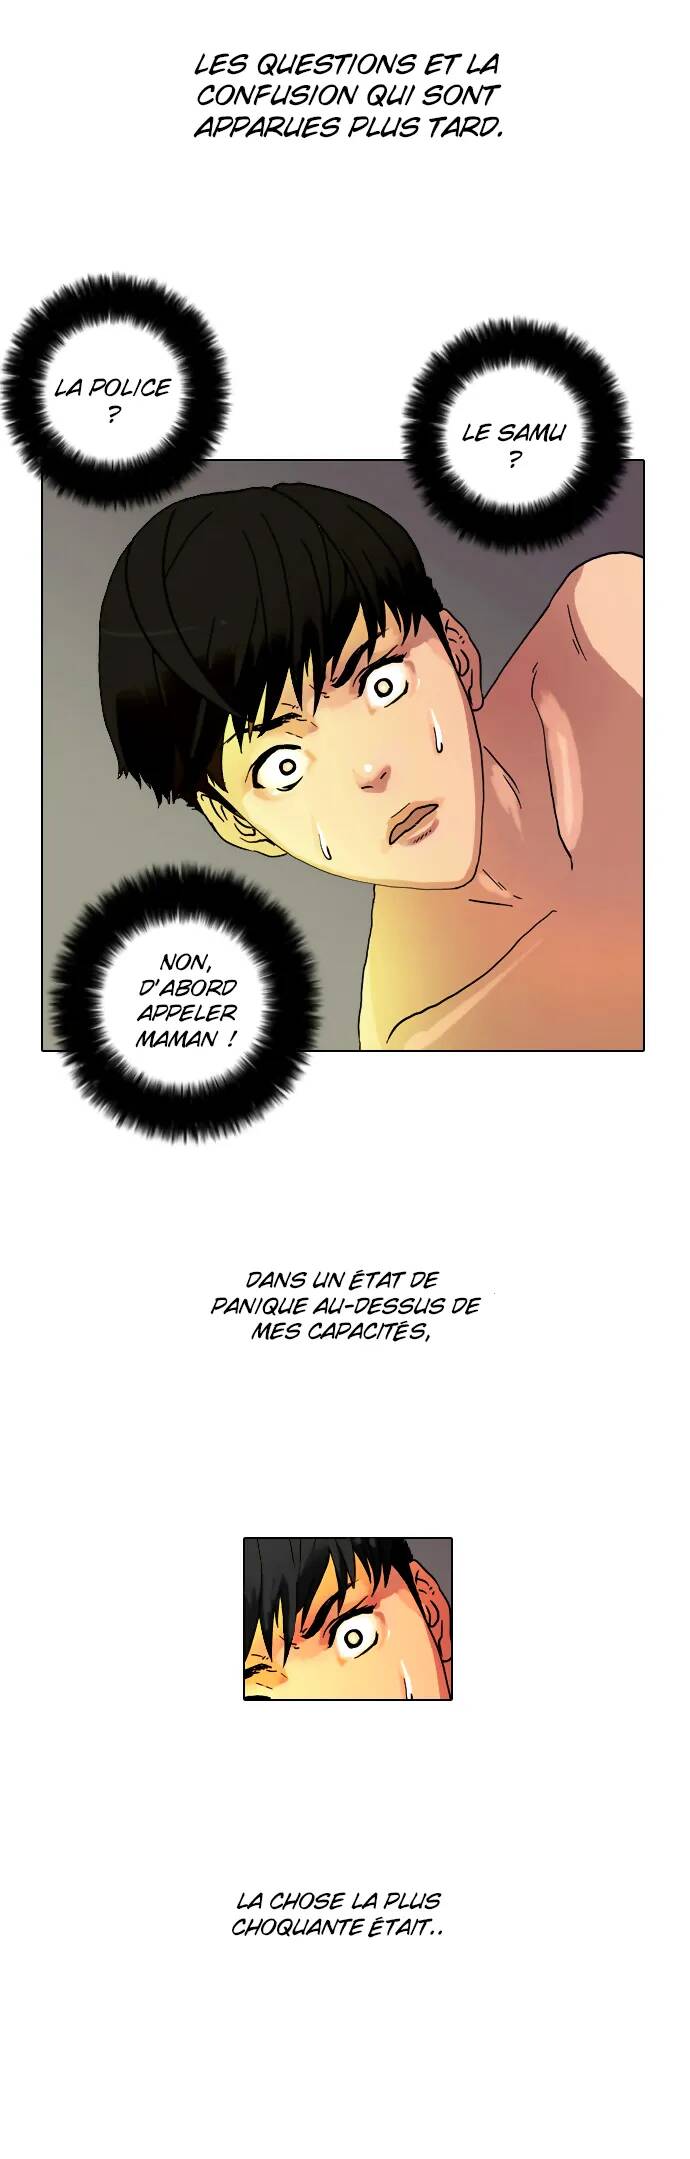 LES QUESTIONS ET LA
CONFUSION QUI SONT
APPARUES PLUS TARD.
LA POLICE
?
LE SAMU
?
NON,
D'ABORD
APPELER
MAMAN !
DANS UN ÉTAT DE
PANIQUE AU-DESSUS DE
MES CAPACITÉS,
LA CHOSE LA PLUS
CHOQUANTE ÉTAIT..